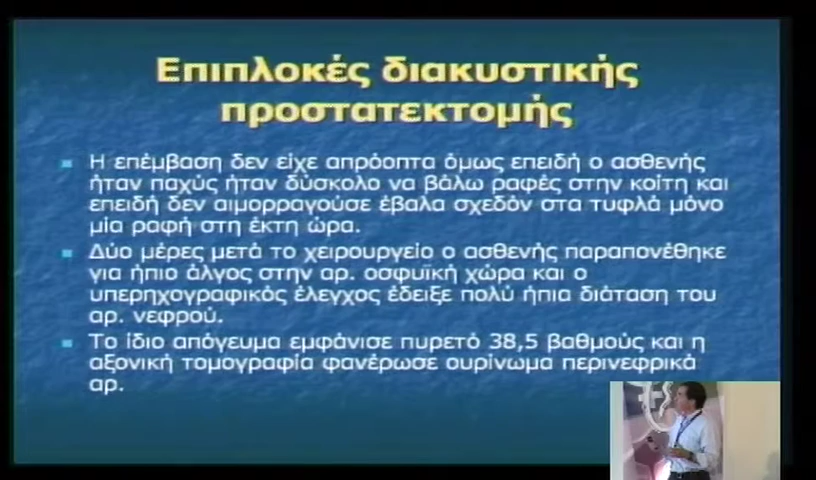 Επιπλοκές διακυστικής
προστατεκτομής
Η επέμβαση δεν είχε απρόοπτα όμως επειδή ο ασθενής
ήταν παχύς ήταν δύσκολο να βάλω ραφές στην κοίτη και
επειδή δεν αιμορραγούσε έβαλα σχεδόν στα τυφλά μόνο
μία ραφή στη έκτη ώρα.
Δύο μέρες μετά το χειρουργείο ο ασθενής παραπονέθηκε
για ήπιο άλγος στην αρ. οσφυϊκή χώρα και ο
υπερηχογραφικός έλεγχος έδειξε πολύ ήπια διάταση του
αρ. νεφρού.
Το ίδιο απόγευμα εμφάνισε πυρετό 38,5 βαθμούς και η
αξονική τομογραφία φανέρωσε ουρίνωμα περινεφρικά
αρ.